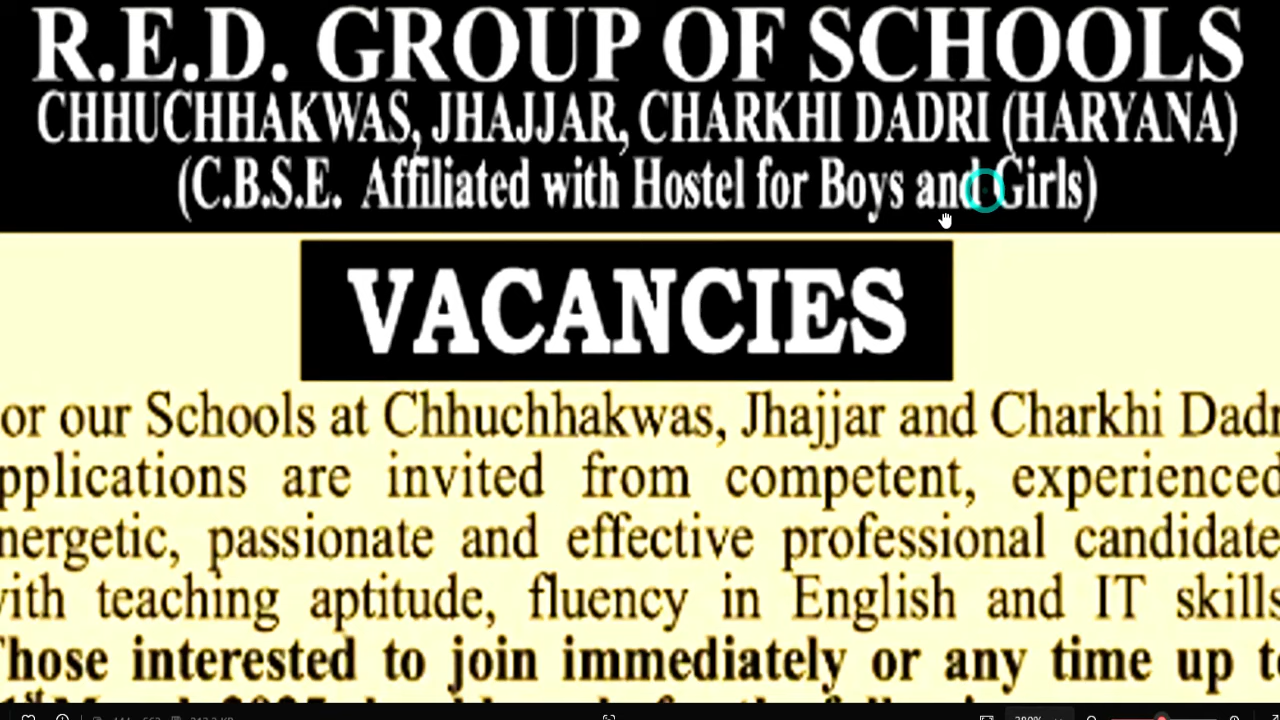 R.E.D. GROUP OF SCHOOLS
CHHUCHHAKWAS, JHAJJAR, CHARKHI DADRI (HARYANA)
(C.B.S.E. Affiliated with Hostel for Boys and Girls)
VACANCIES
or our Schools at Chhuchhakwas, Jhajjar and Charkhi Dadr
pplications are invited from competent, experienced
nergetic, passionate and effective professional candidate
ith teaching aptitude, fluency in English and IT skills
hose interested to join immediately or any time up t